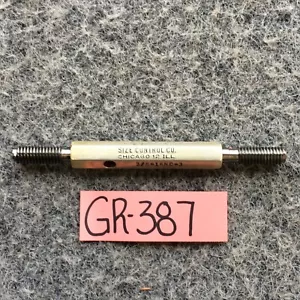 SIZE CONTROL CO.
CHICAGO 12 ILL.
GR-387